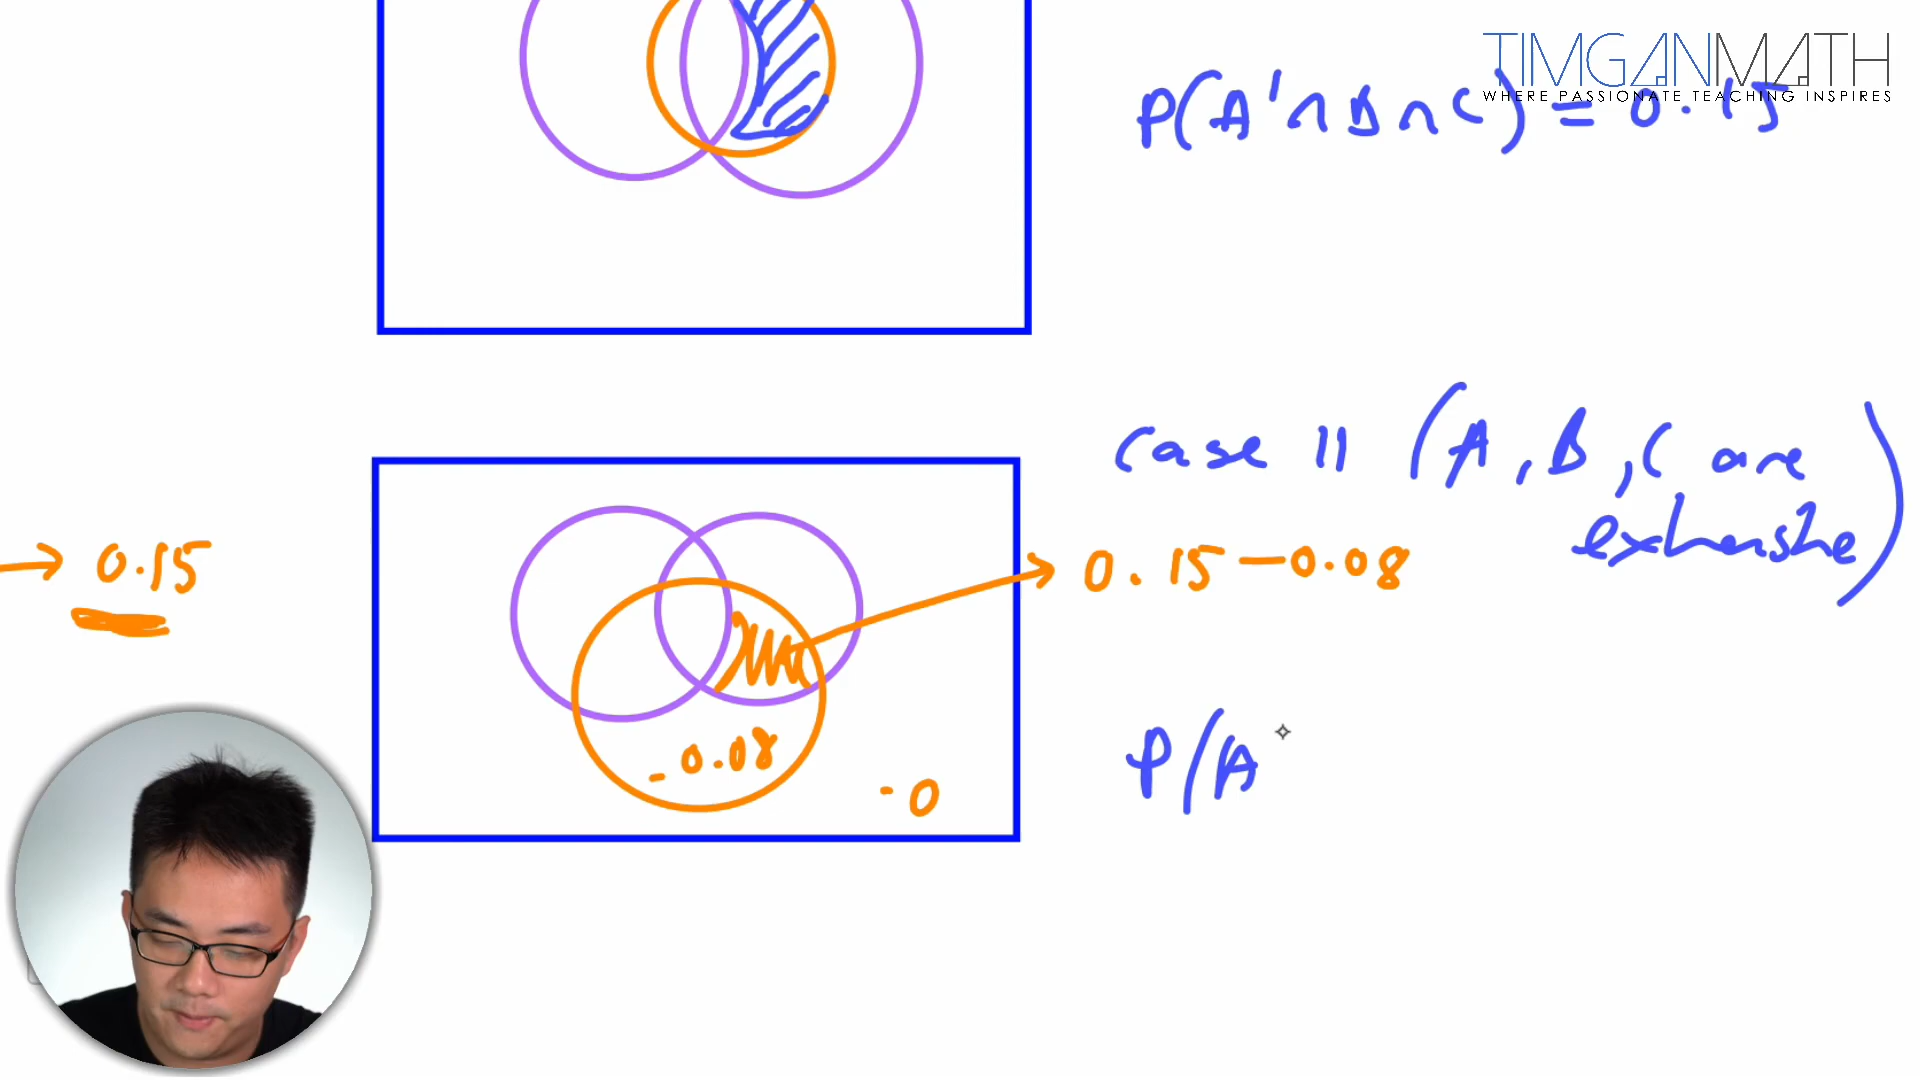 TIMGANMATH
WHERE PASSIONATE TEACHING INSPIRES
P(A'∩B∩C) = 0.15
Case II (A, B, C are
exhaustive)
0.15
0.15 - 0.08
0.08
0
P(A